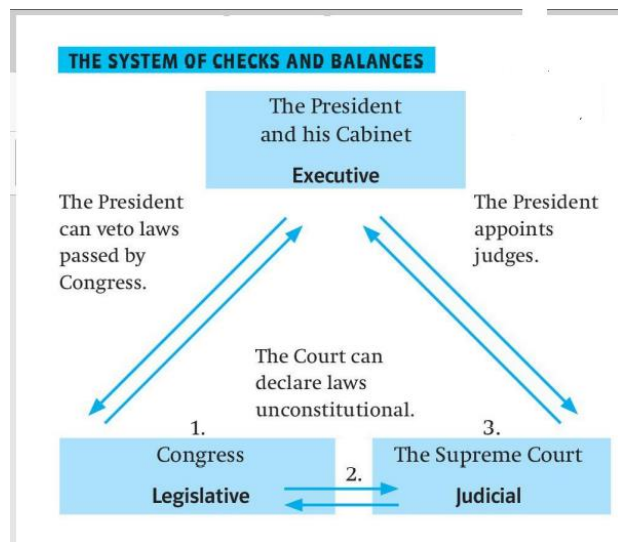 THE SYSTEM OF CHECKS AND BALANCES
The President
and his Cabinet
Executive
The President
can veto laws
passed by
Congress.
The President
appoints
judges.
The Court can
declare laws
unconstitutional.
1.
Congress
Legislative
2.
3.
The Supreme Court
Judicial